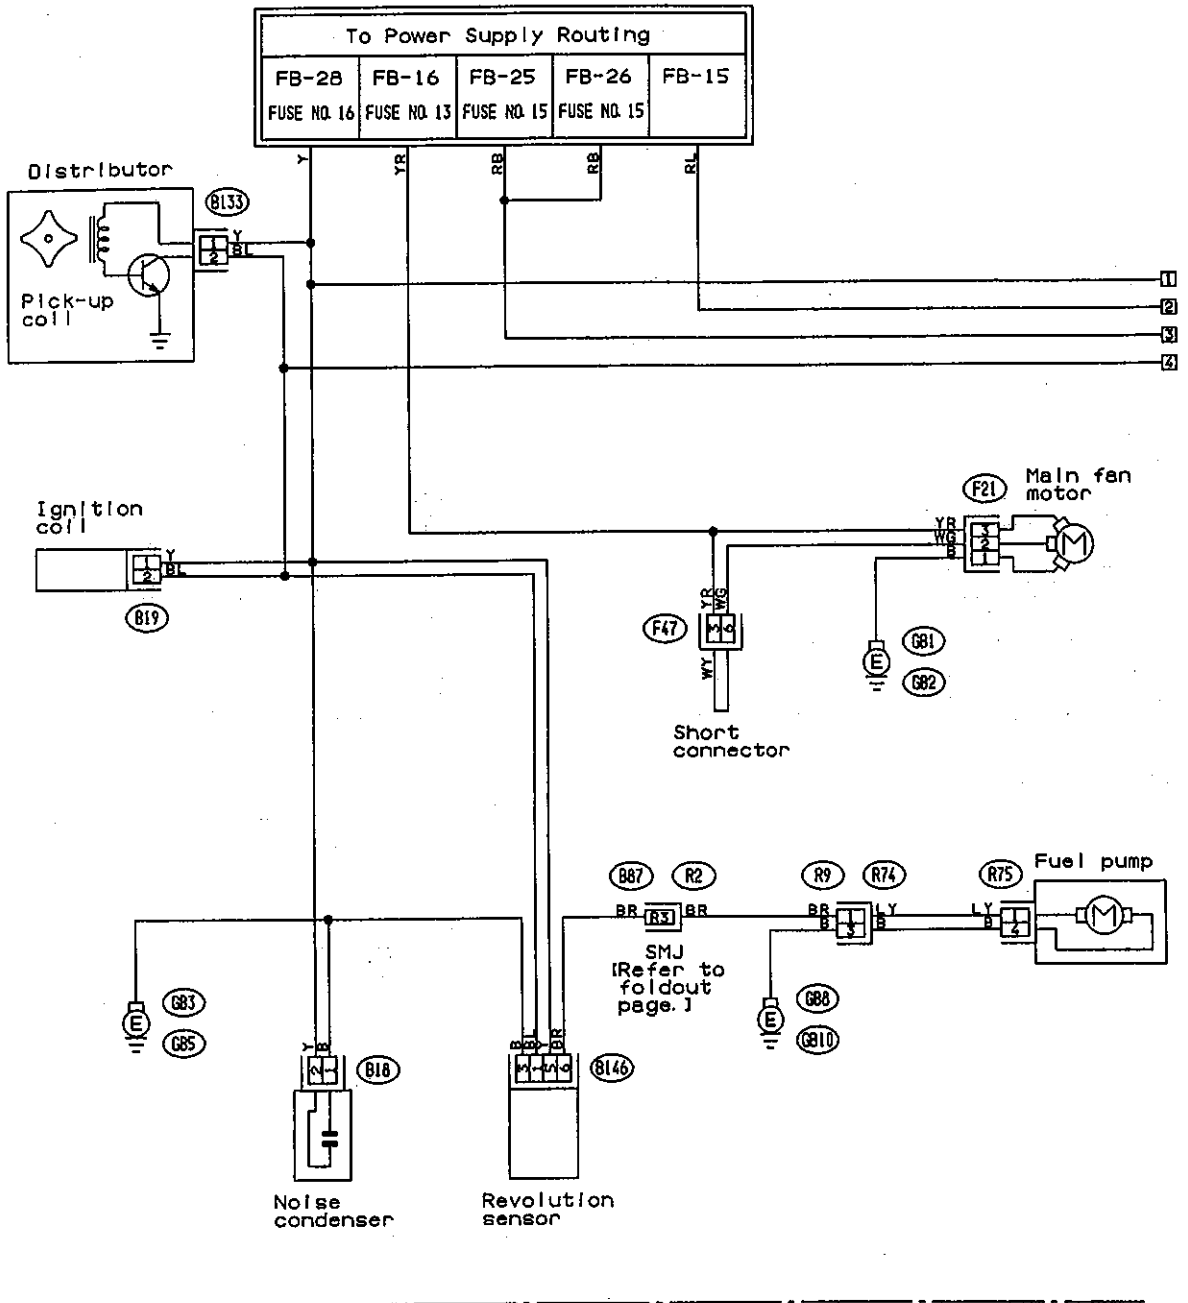 To Power Supply Routing
FB-28 FB-16 FB-25 FB-26 FB-15
FUSE NO. 16 FUSE NO. 13 FUSE NO. 15 FUSE NO. 15
Y YR RB RB RL
Distributor
B133
Y
1
BL
2
Pick-up
coil
1
2
3
4
Ignition
coil
Y
1
BL
2
B19
Main fan
motor
F21
YR 3
WG 2
B 1
M
YR WG
F47
3 6
WY
Short
connector
E
GB1
GB2
B87 R2
BR R3 BR
SMJ
[Refer to
foldout
page.]
R9 R74
BR 1 LY
B 3 B
R75
LY 1
B 4
Fuel pump
M
E
GB8
GB10
E
GB3
GB5
Y B
2 1
B18
Noise
condenser
B BL Y BR
3 1 5 6
B146
Revolution
sensor